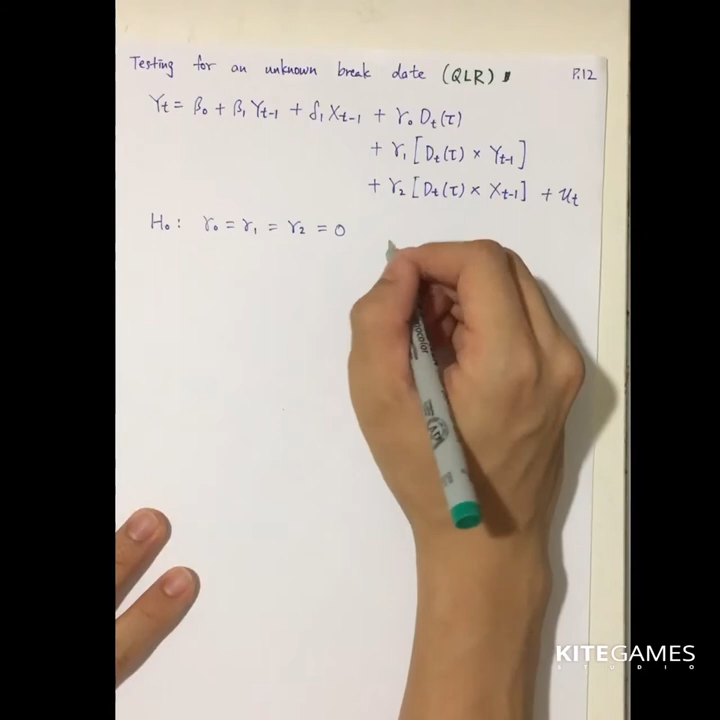 Testing for an unknown break date (QLR) P.12
Yt = β0 + β1 Yt-1 + δ1 Xt-1 + γ0 Dt(τ)
+ γ1 [Dt(τ) × Yt-1]
+ γ2 [Dt(τ) × Xt-1] + ut
H0: γ0 = γ1 = γ2 = 0
KITEGAMES
STUDIO